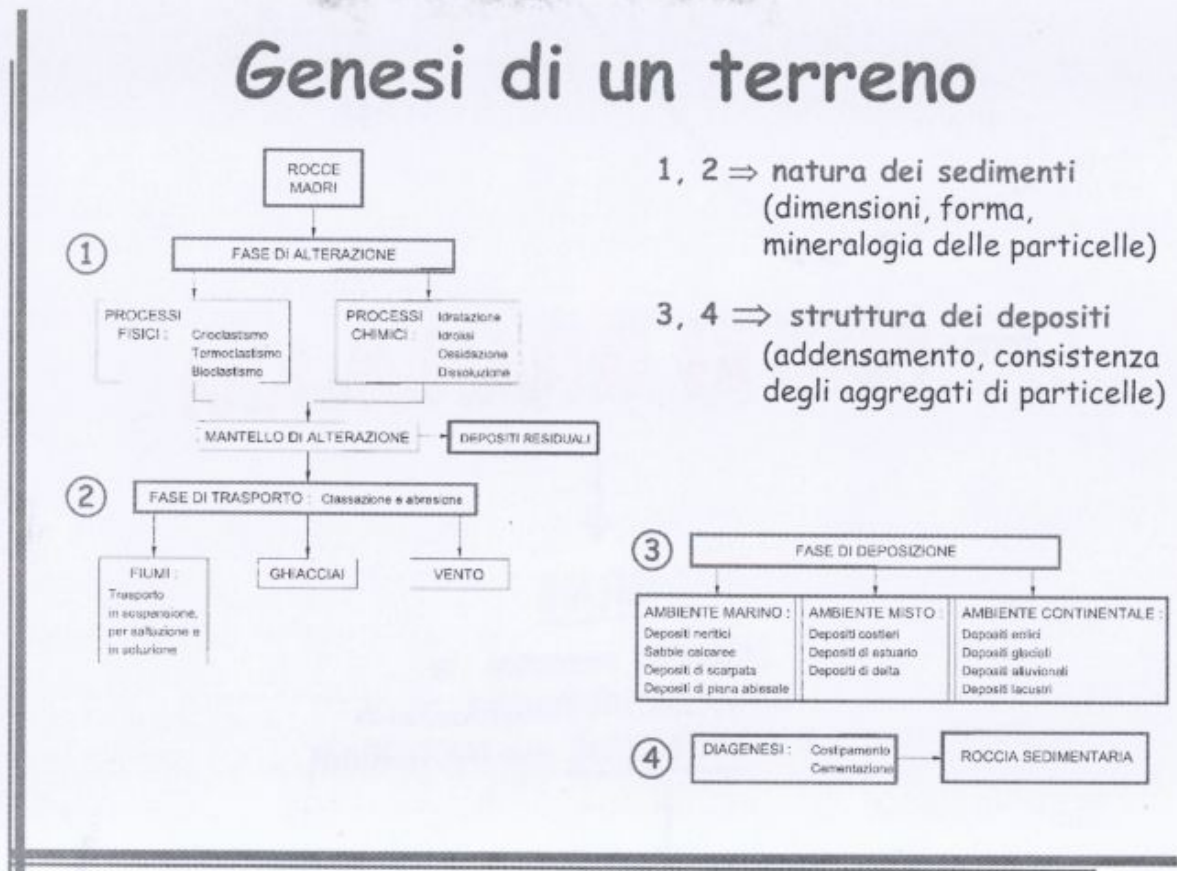 Genesi di un terreno
ROCCE
MADRI
1
FASE DI ALTERAZIONE
PROCESSI
FISICI :
Crioclastismo
Termoclastismo
Bioclastismo
PROCESSI
CHIMICI :
Idratazione
Idrolisi
Ossidazione
Dissoluzione
MANTELLO DI ALTERAZIONE
DEPOSITI RESIDUALI
2
FASE DI TRASPORTO : Classazione e abrasione
FIUMI :
Trasporto
in sospensione,
per saltazione e
in soluzione
GHIACCIAI
VENTO
1, 2 ⇒ natura dei sedimenti
(dimensioni, forma,
mineralogia delle particelle)
3, 4 ⇒ struttura dei depositi
(addensamento, consistenza
degli aggregati di particelle)
3
FASE DI DEPOSIZIONE
AMBIENTE MARINO :
Depositi neritici
Sabbie calcaree
Depositi di scarpata
Depositi di piana abissale
AMBIENTE MISTO :
Depositi costieri
Depositi di estuario
Depositi di delta
AMBIENTE CONTINENTALE :
Depositi eolici
Depositi glaciali
Depositi alluvionali
Depositi lacustri
4
DIAGENESI :
Costipamento
Cementazione
ROCCIA SEDIMENTARIA